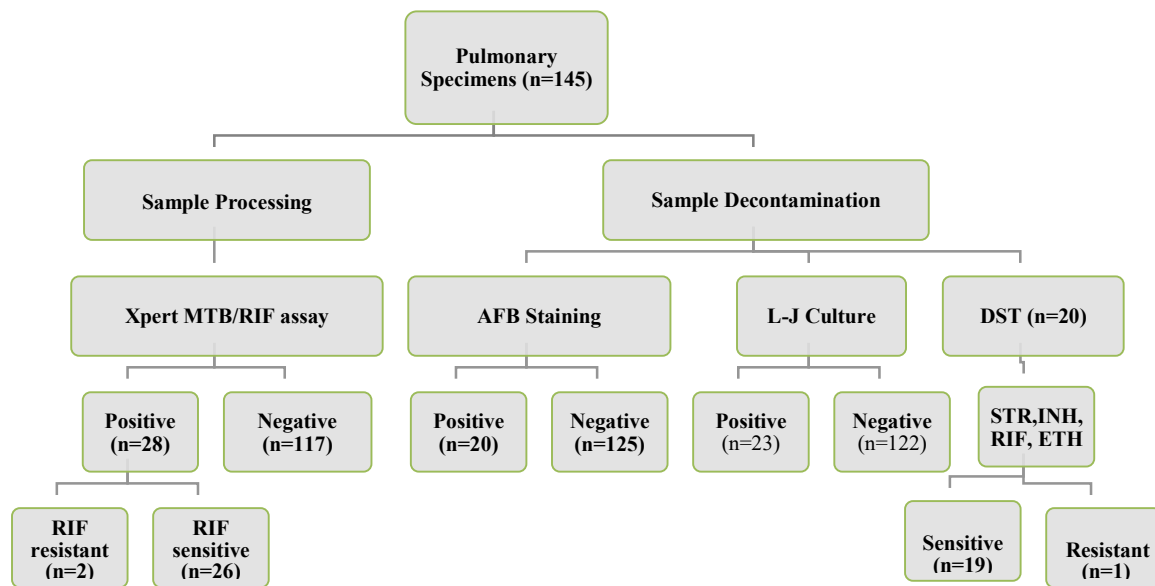 Pulmonary
Specimens (n=145)
Sample Processing
Sample Decontamination
Xpert MTB/RIF assay
AFB Staining
L-J Culture
DST (n=20)
Positive
(n=28)
Negative
(n=117)
Positive
(n=20)
Negative
(n=125)
Positive
(n=23)
Negative
(n=122)
STR,INH,
RIF, ETH
RIF
resistant
(n=2)
RIF
sensitive
(n=26)
Sensitive
(n=19)
Resistant
(n=1)